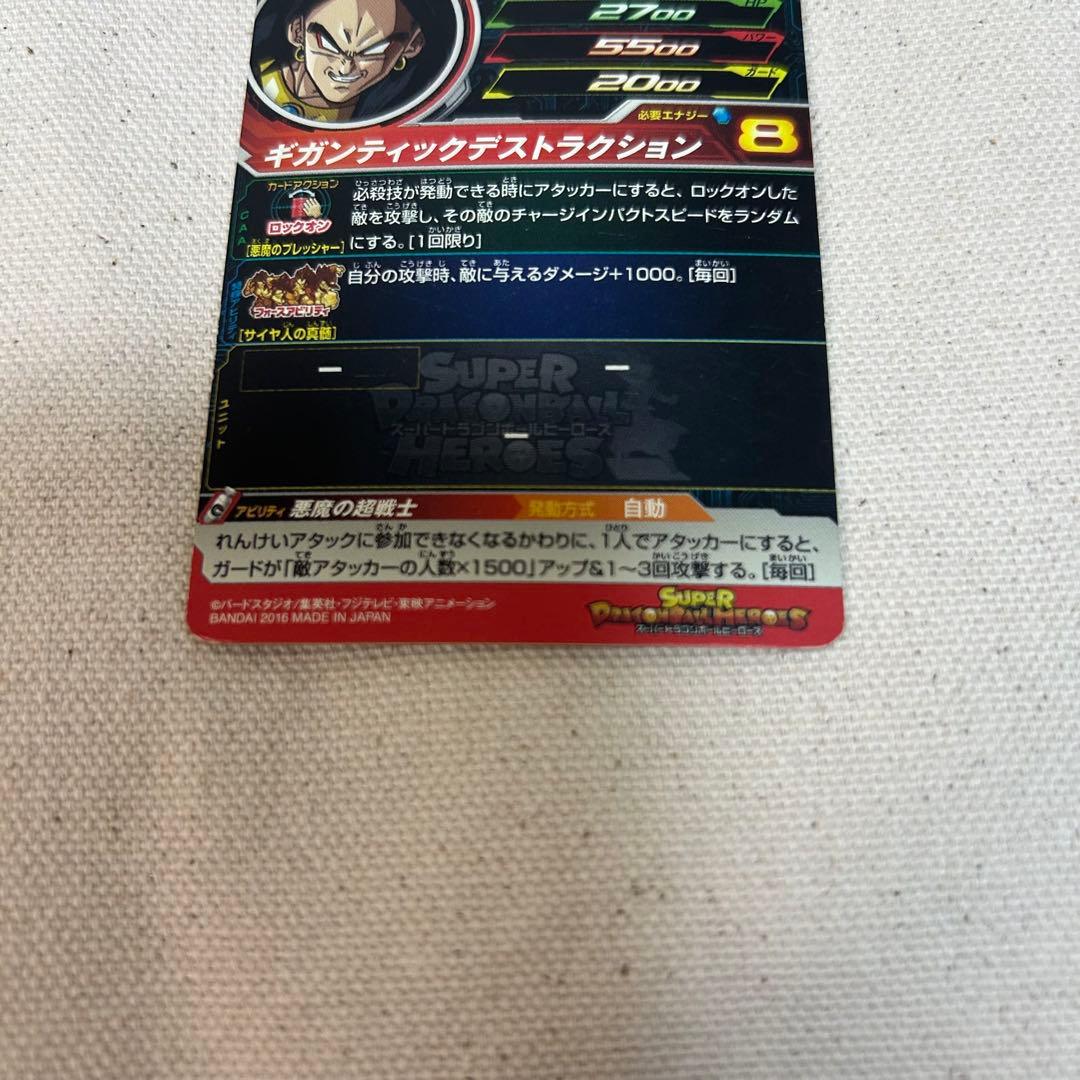 HP
2700
パワー
5500
ガード
2000
必要エナジー 8
ギガンティックデストラクション
CAA
カードアクション
ロックオン
[悪魔のプレッシャー]
必殺技が発動できる時にアタッカーにすると、ロックオンした
敵を攻撃し、その敵のチャージインパクトスピードをランダム
にする。[1回限り]
特殊アビリティ
フォースアビリティ
[サイヤ人の真髄]
自分の攻撃時、敵に与えるダメージ+1000。[毎回]
ユニット
ー ー
ー
SUPER
DRAGONBALL
スーパードラゴンボールヒーローズ
HEROES
アビリティ 悪魔の超戦士 発動方式 自動
れんけいアタックに参加できなくなるかわりに、1人でアタッカーにすると、
ガードが「敵アタッカーの人数×1500」アップ&1〜3回攻撃する。[毎回]
©バードスタジオ/集英社・フジテレビ・東映アニメーション
BANDAI 2016 MADE IN JAPAN
SUPER
DRAGONBALL HEROES
スーパードラゴンボールヒーローズ